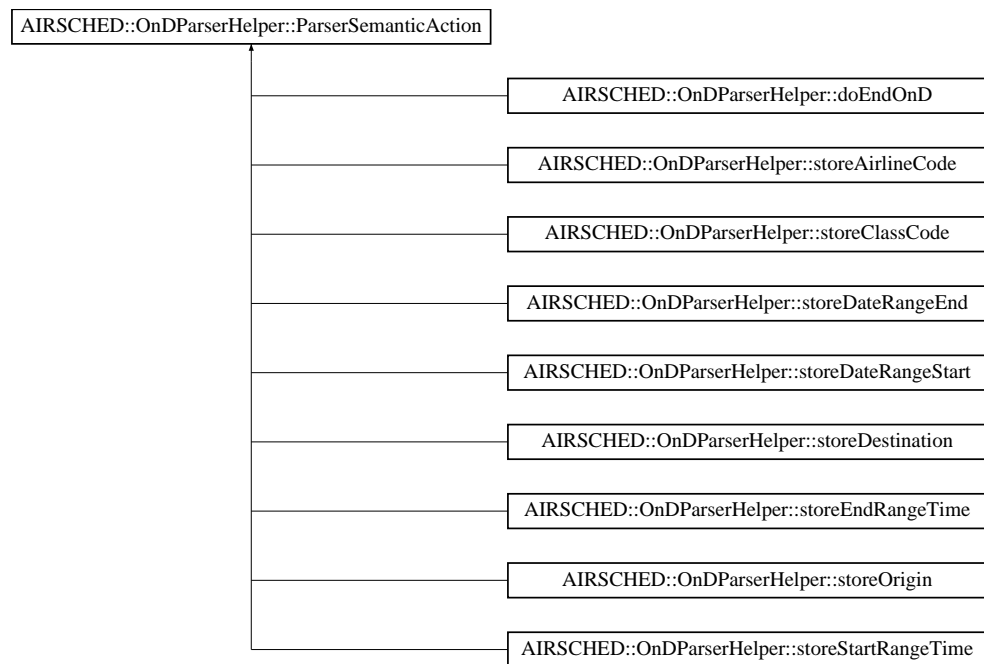 AIRSCHED::OnDParserHelper::ParserSemanticAction
AIRSCHED::OnDParserHelper::doEndOnD
AIRSCHED::OnDParserHelper::storeAirlineCode
AIRSCHED::OnDParserHelper::storeClassCode
AIRSCHED::OnDParserHelper::storeDateRangeEnd
AIRSCHED::OnDParserHelper::storeDateRangeStart
AIRSCHED::OnDParserHelper::storeDestination
AIRSCHED::OnDParserHelper::storeEndRangeTime
AIRSCHED::OnDParserHelper::storeOrigin
AIRSCHED::OnDParserHelper::storeStartRangeTime